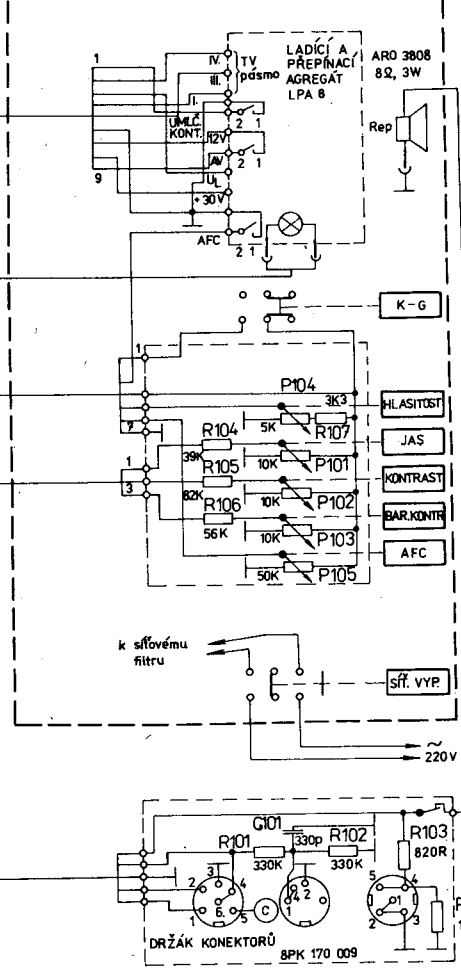 LADÍCÍ A
PŘEPÍNACÍ
AGREGÁT
LPA 8
ARO 3808
8Ω, 3W
Rep
1
IV.
TV
pásmo
III.
I.
UMLČ.
KONT.
2 1
12V
AV
2 1
9
UL
+30V
AFC
2 1
K-G
1
P104
3K3
HLASITOST
7
5K
R107
R104
JAS
1
39K
10K
P101
R105
KONTRAST
3
82K
10K
P102
R106
BAR.KONTR
56K
10K
P103
AFC
50K
P105
k síťovému
filtru
SÍŤ. VYP.
~
220V
C101
R101
330p
R102
R103
330K
330K
820R
3
2
4
6
1
5
C
2
1
5
4
1
2
3
P
1
DRŽÁK KONEKTORŮ
8PK 170 009